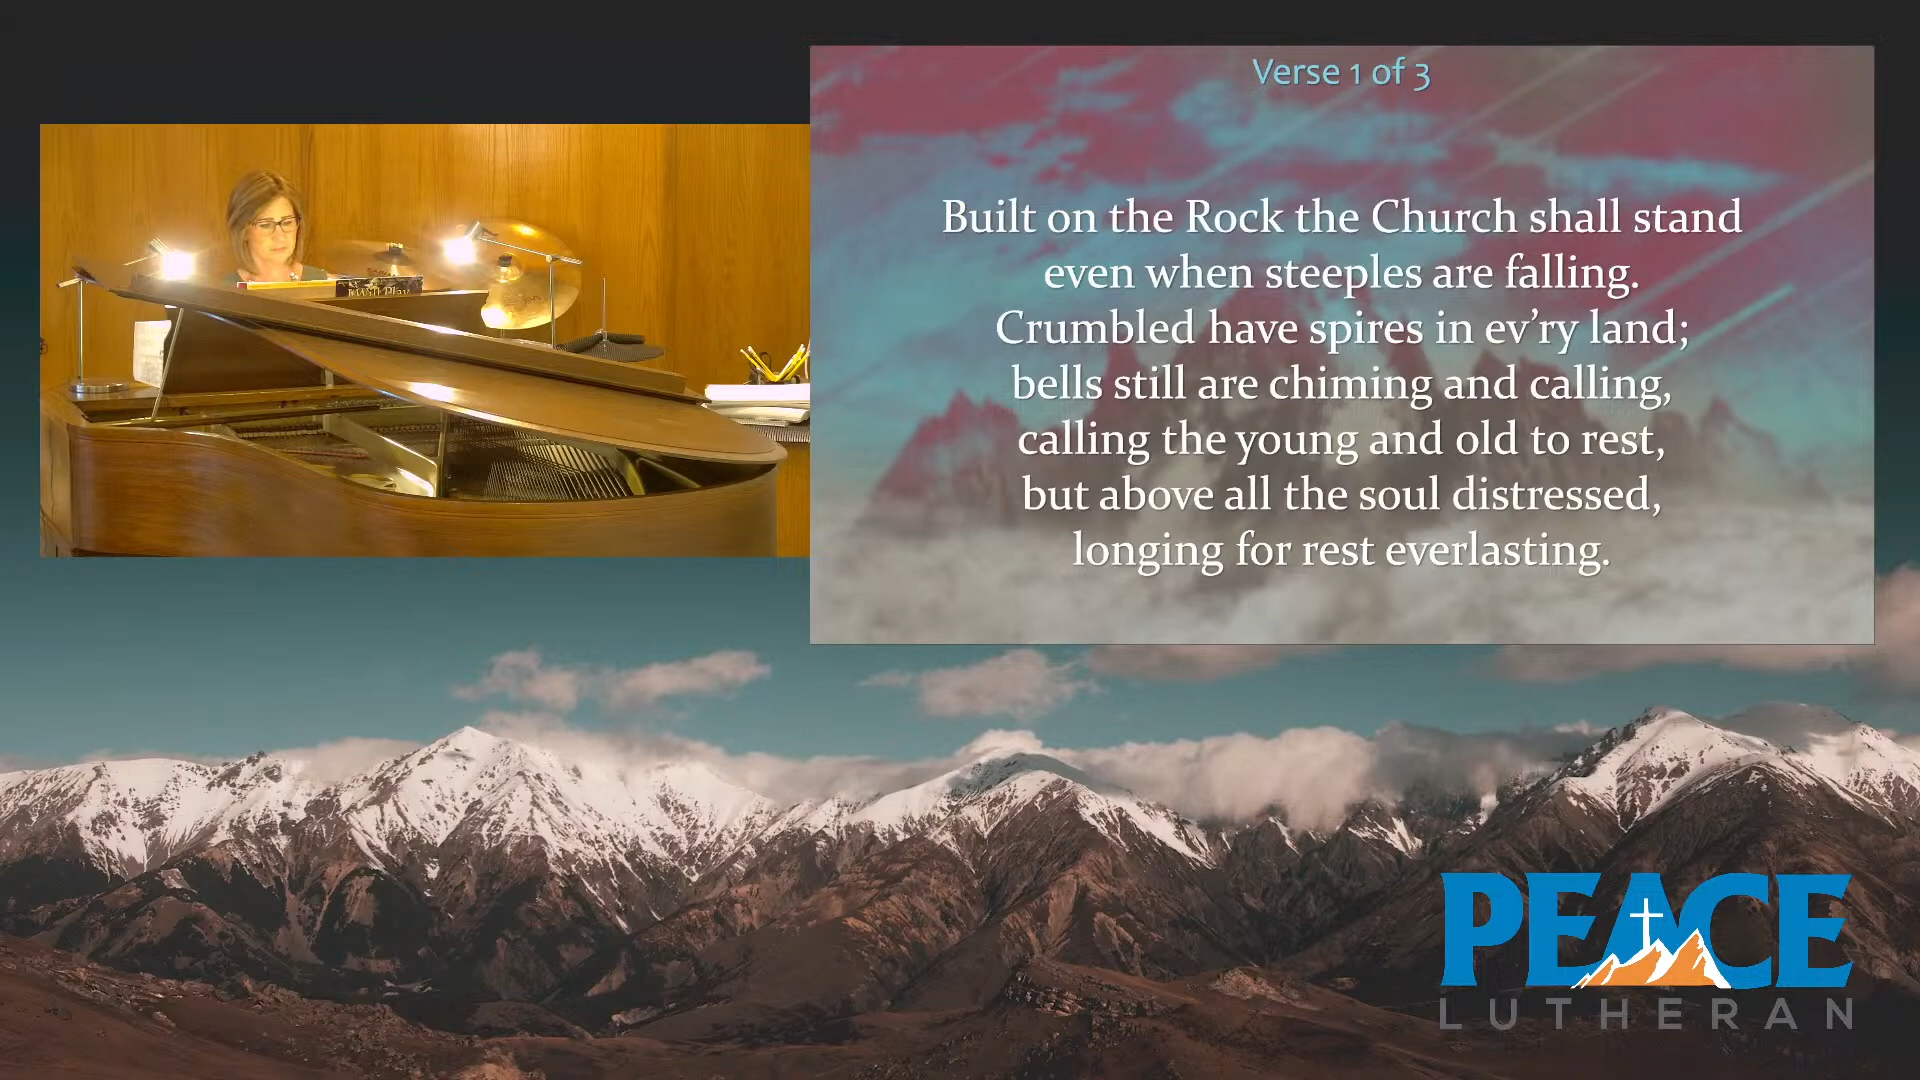 Verse 1 of 3
Built on the Rock the Church shall stand
even when steeples are falling.
Crumbled have spires in ev’ry land;
bells still are chiming and calling,
calling the young and old to rest,
but above all the soul distressed,
longing for rest everlasting.
PEACE
LUTHERAN